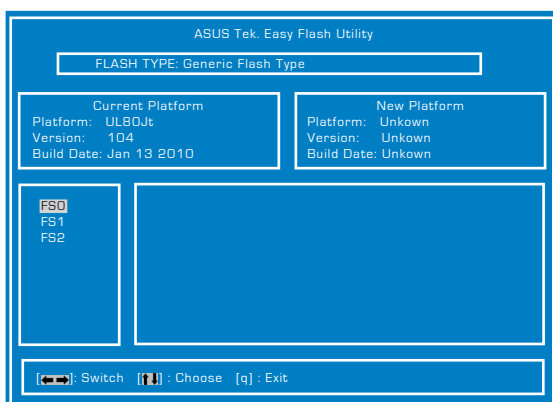 ASUS Tek. Easy Flash Utility
FLASH TYPE: Generic Flash Type
Current Platform
Platform: UL80Jt
Version: 104
Build Date: Jan 13 2010
New Platform
Platform: Unkown
Version: Unkown
Build Date: Unkown
FS0
FS1
FS2
[←→]: Switch [↑↓] : Choose [q] : Exit